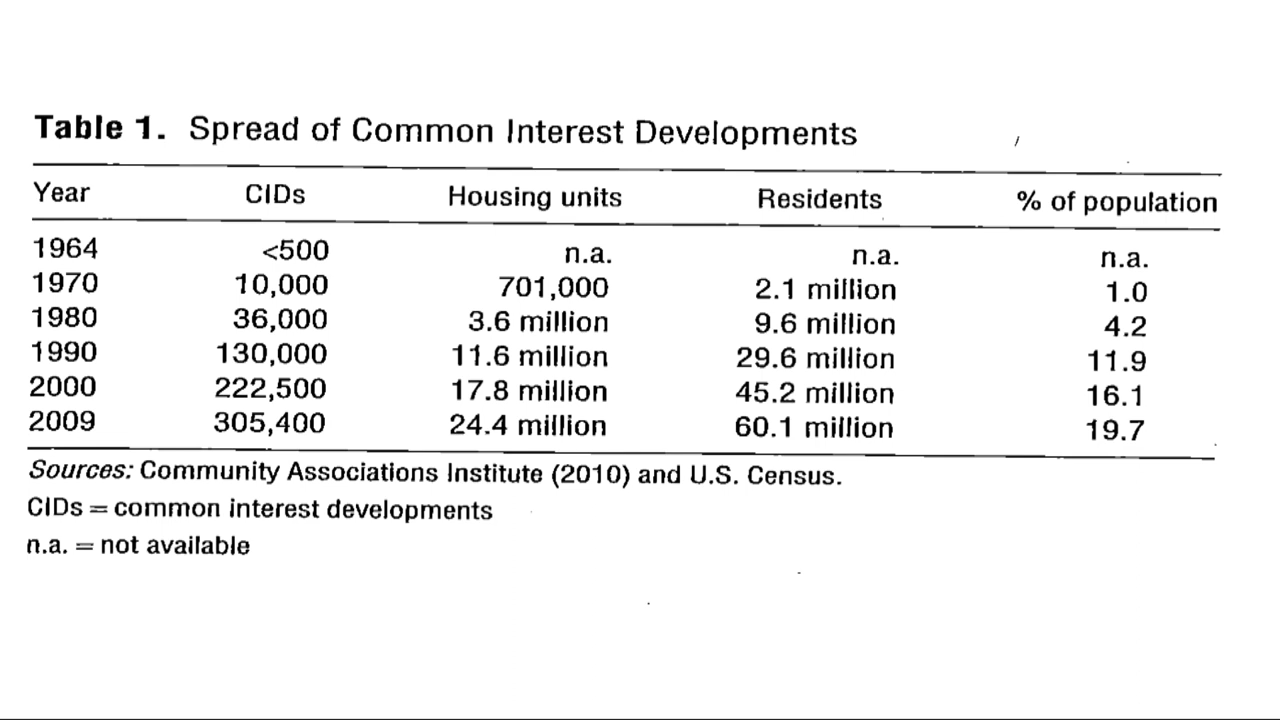 Table 1. Spread of Common Interest Developments
Year CIDs Housing units Residents % of population
1964 <500 n.a. n.a. n.a.
1970 10,000 701,000 2.1 million 1.0
1980 36,000 3.6 million 9.6 million 4.2
1990 130,000 11.6 million 29.6 million 11.9
2000 222,500 17.8 million 45.2 million 16.1
2009 305,400 24.4 million 60.1 million 19.7
Sources: Community Associations Institute (2010) and U.S. Census.
CIDs = common interest developments
n.a. = not available